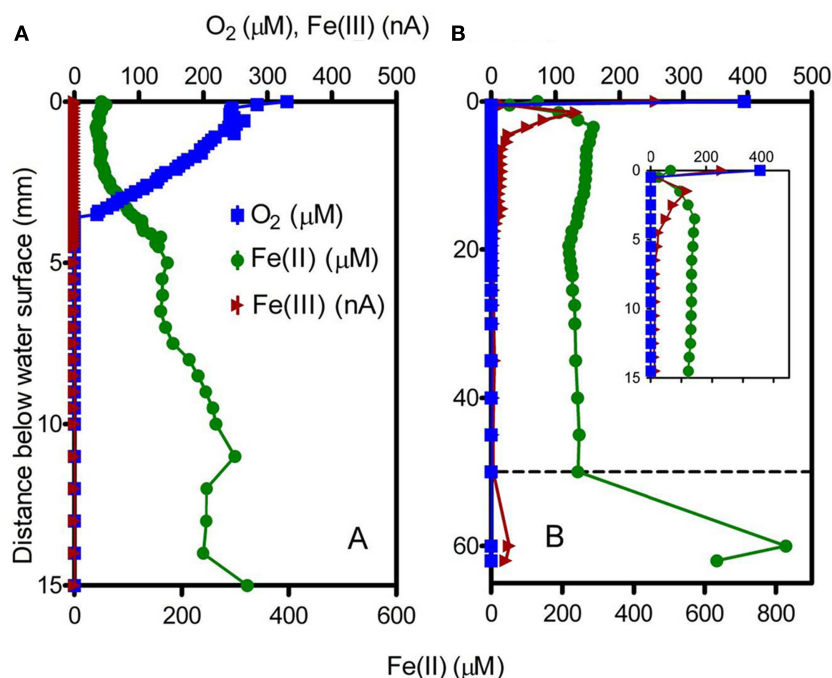 A
O₂ (μM), Fe(III) (nA)
B
0 100 200 300 400 500
0 100 200 300 400 500
0
5
10
15
Distance below water surface (mm)
O₂ (μM)
Fe(II) (μM)
Fe(III) (nA)
A
0 200 400 600
0
20
40
60
0 200 400
0
5
10
15
B
0 200 400 600 800
Fe(II) (μM)